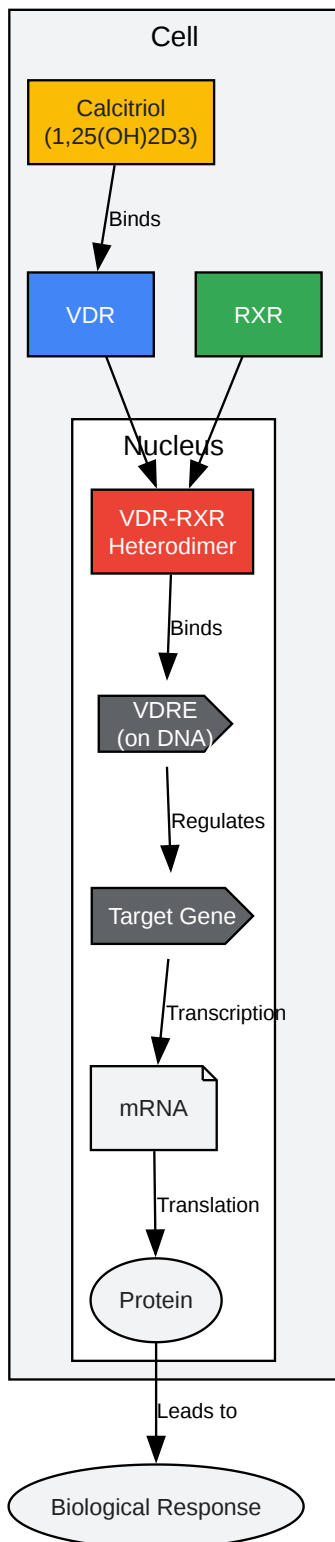 Cell
Calcitriol
(1,25(OH)2D3)
Binds
VDR
RXR
Nucleus
VDR-RXR
Heterodimer
Binds
VDRE
(on DNA)
Regulates
Target Gene
Transcription
mRNA
Translation
Protein
Leads to
Biological Response